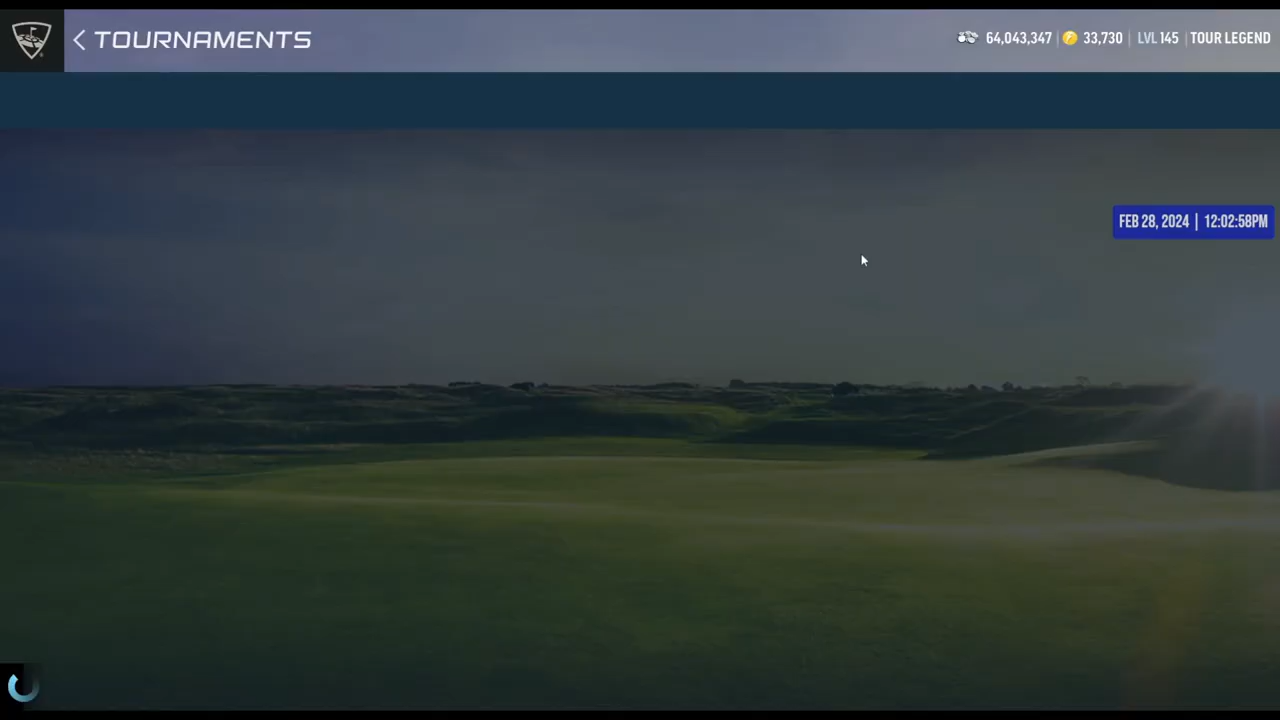 TOURNAMENTS
64,043,347 33,730 LVL 145 TOUR LEGEND
FEB 28, 2024 | 12:02:58PM